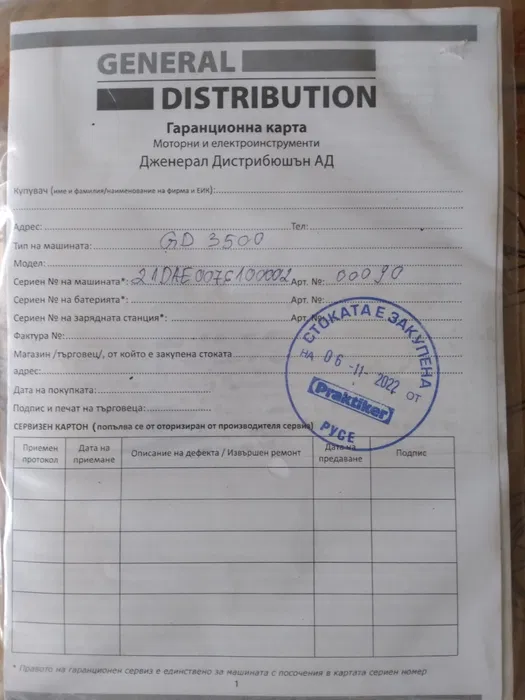 GENERAL
DISTRIBUTION
Гаранционна карта
Моторни и електроинструменти
Дженерал Дистрибюшън АД
Купувач (име и фамилия/наименование на фирма и ЕИК):
Адрес: Тел:
Тип на машината: GD 3500
Модел:
Сериен № на машината*: 21DAE007G100002 Арт. №: 00090
Сериен № на батерията*: Арт. №:
Сериен № на зарядната станция*: Арт. №:
Фактура №:
Магазин /търговец/, от който е закупена стоката
адрес:
Дата на покупката:
Подпис и печат на търговеца:
СТОКАТА Е ЗАКУПЕНА
НА 06 -11- 2022 ОТ
Praktiker
РУСЕ
СЕРВИЗЕН КАРТОН (попълва се от оторизиран от производителя сервиз)
Приемен протокол Дата на приемане Описание на дефекта / Извършен ремонт Дата на предаване Подпис
* Правото на гаранционен сервиз е единствено за машината с посочения в картата сериен номер
1